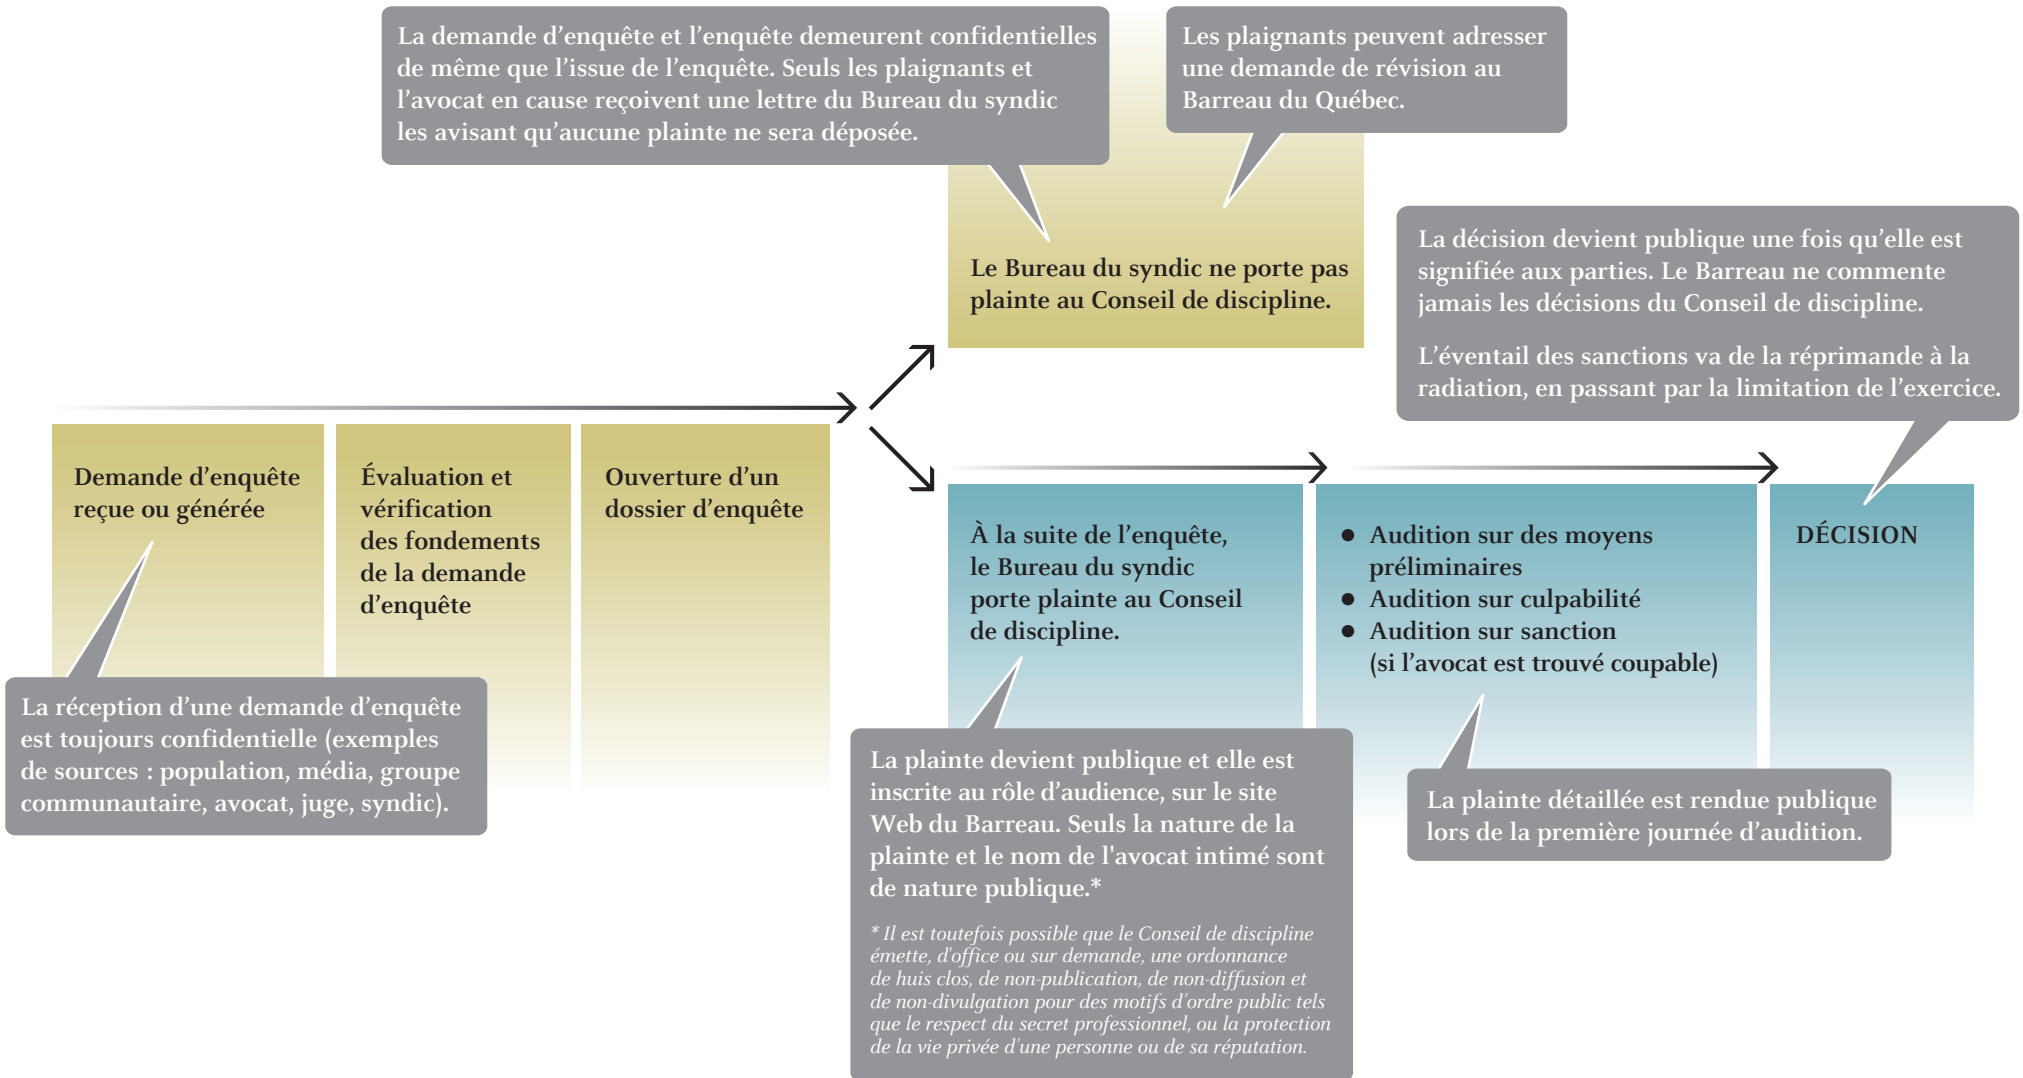 La demande d’enquête et l’enquête demeurent confidentielles
de même que l’issue de l’enquête. Seuls les plaignants et
l’avocat en cause reçoivent une lettre du Bureau du syndic
les avisant qu’aucune plainte ne sera déposée.
Les plaignants peuvent adresser
une demande de révision au
Barreau du Québec.
Le Bureau du syndic ne porte pas
plainte au Conseil de discipline.
La décision devient publique une fois qu’elle est
signifiée aux parties. Le Barreau ne commente
jamais les décisions du Conseil de discipline.
L’éventail des sanctions va de la réprimande à la
radiation, en passant par la limitation de l’exercice.
Demande d’enquête
reçue ou générée
Évaluation et
vérification
des fondements
de la demande
d’enquête
Ouverture d’un
dossier d’enquête
À la suite de l’enquête,
le Bureau du syndic
porte plainte au Conseil
de discipline.
● Audition sur des moyens
préliminaires
● Audition sur culpabilité
● Audition sur sanction
(si l’avocat est trouvé coupable)
DÉCISION
La réception d’une demande d’enquête
est toujours confidentielle (exemples
de sources : population, média, groupe
communautaire, avocat, juge, syndic).
La plainte devient publique et elle est
inscrite au rôle d’audience, sur le site
Web du Barreau. Seuls la nature de la
plainte et le nom de l'avocat intimé sont
de nature publique.*
* Il est toutefois possible que le Conseil de discipline
émette, d'office ou sur demande, une ordonnance
de huis clos, de non-publication, de non-diffusion et
de non-divulgation pour des motifs d’ordre public tels
que le respect du secret professionnel, ou la protection
de la vie privée d’une personne ou de sa réputation.
La plainte détaillée est rendue publique
lors de la première journée d’audition.